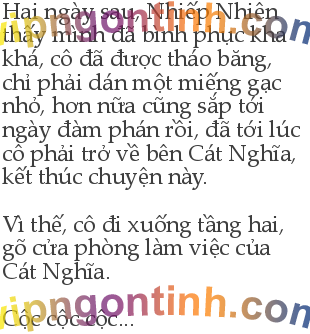 Hai ngày sau, Nhiếp Nhiên
thấy mình đã bình phục kha
khá, cô đã được tháo băng,
chỉ phải dán một miếng gạc
nhỏ, hơn nữa cũng sắp tới
ngày đàm phán rồi, đã tới lúc
cô phải trở về bên Cát Nghĩa,
kết thúc chuyện này.
Vì thế, cô đi xuống tầng hai,
gõ cửa phòng làm việc của
Cát Nghĩa.
Cộc cộc cộc...